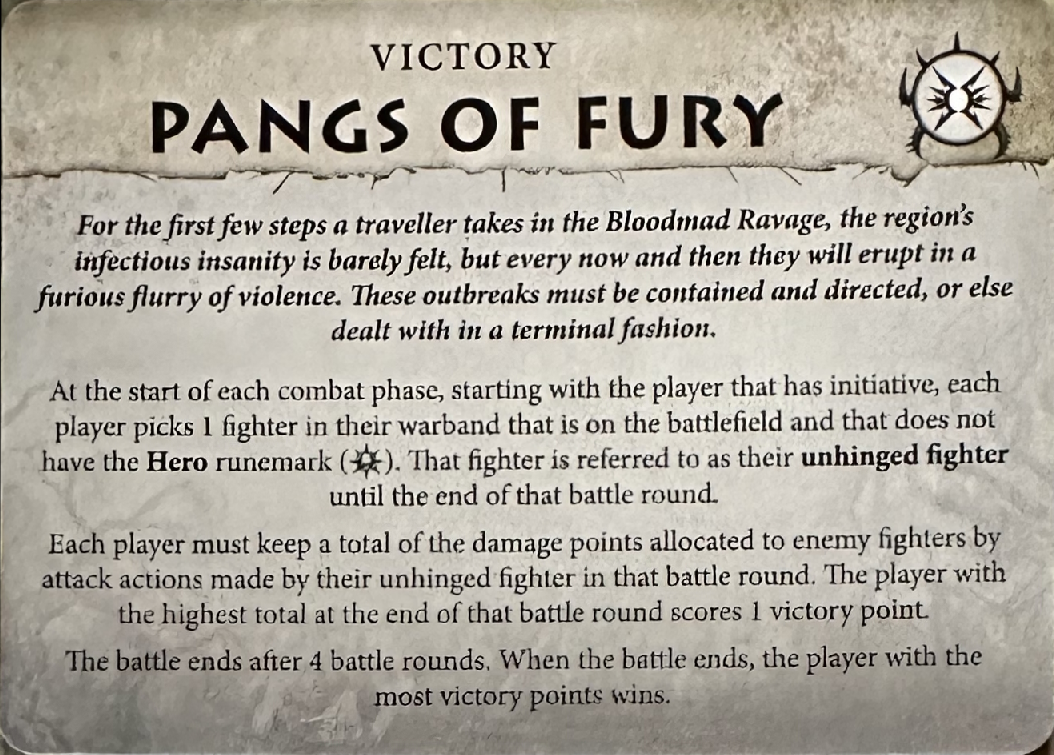 VICTORY
PANGS OF FURY
For the first few steps a traveller takes in the Bloodmad Ravage, the region's
infectious insanity is barely felt, but every now and then they will erupt in a
furious flurry of violence. These outbreaks must be contained and directed, or else
dealt with in a terminal fashion.
At the start of each combat phase, starting with the player that has initiative, each
player picks 1 fighter in their warband that is on the battlefield and that does not
have the Hero runemark (). That fighter is referred to as their unhinged fighter
until the end of that battle round.
Each player must keep a total of the damage points allocated to enemy fighters by
attack actions made by their unhinged fighter in that battle round. The player with
the highest total at the end of that battle round scores 1 victory point.
The battle ends after 4 battle rounds. When the battle ends, the player with the
most victory points wins.